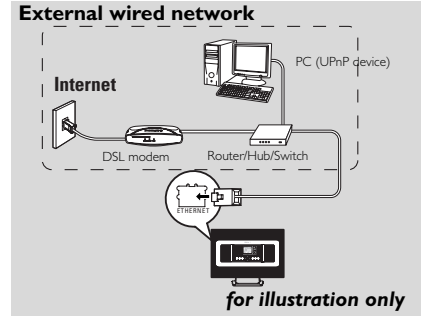 External wired network
PC (UPnP device)
Internet
DSL modem
Router/Hub/Switch
ETHERNET
for illustration only